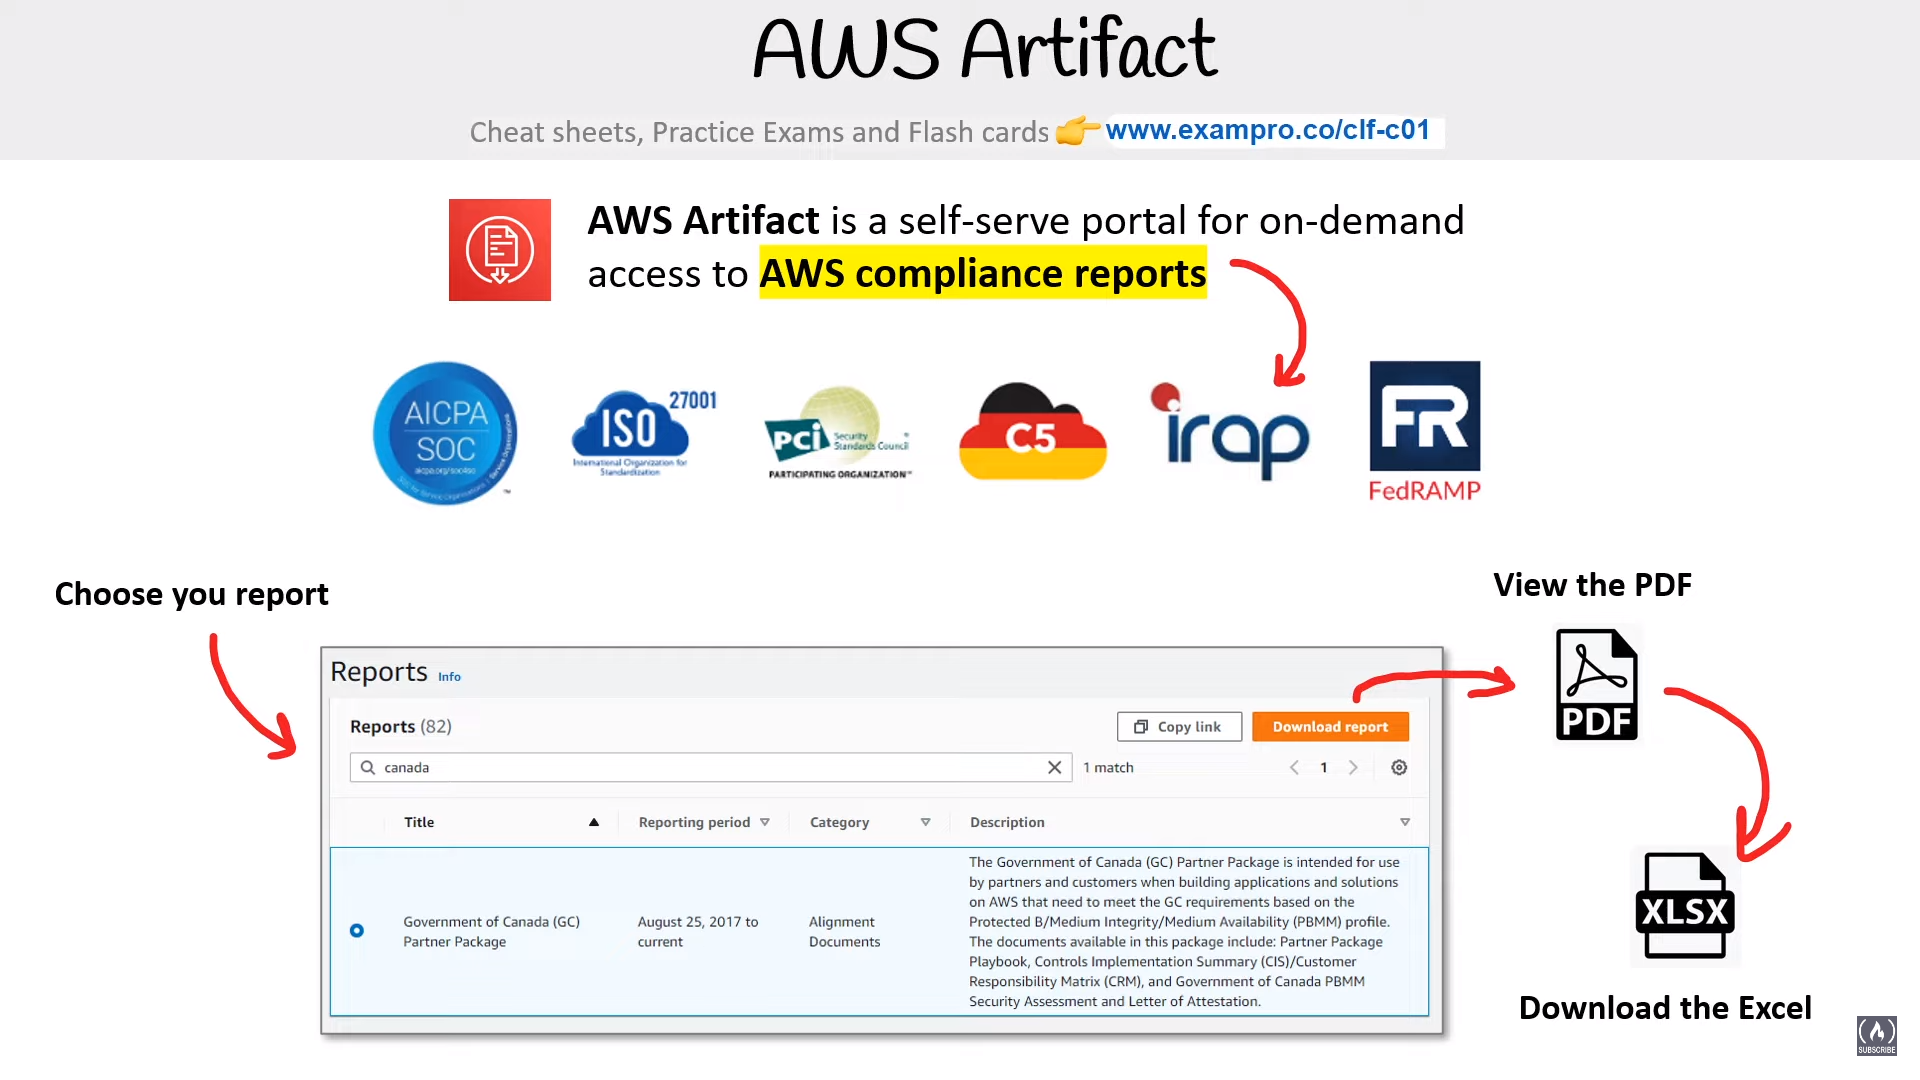 AWS Artifact
Cheat sheets, Practice Exams and Flash cards 👉 www.exampro.co/clf-c01
AWS Artifact is a self-serve portal for on-demand
access to AWS compliance reports
AICPA
SOC
aicpa.org/soc4so
SOC for Service Organizations | Service Organizations
TM
ISO 27001
International Organization for
Standardization
PCI Security
Standards Council
®
PARTICIPATING ORGANIZATION™
C5
irap
FR
FedRAMP
Choose you report
View the PDF
PDF
XLSX
Download the Excel
Reports Info
Reports (82)
Copy link
Download report
canada
1 match
1
Title
Reporting period
Category
Description
Government of Canada (GC)
Partner Package
August 25, 2017 to
current
Alignment
Documents
The Government of Canada (GC) Partner Package is intended for use
by partners and customers when building applications and solutions
on AWS that need to meet the GC requirements based on the
Protected B/Medium Integrity/Medium Availability (PBMM) profile.
The documents available in this package include: Partner Package
Playbook, Controls Implementation Summary (CIS)/Customer
Responsibility Matrix (CRM), and Government of Canada PBMM
Security Assessment and Letter of Attestation.
SUBSCRIBE